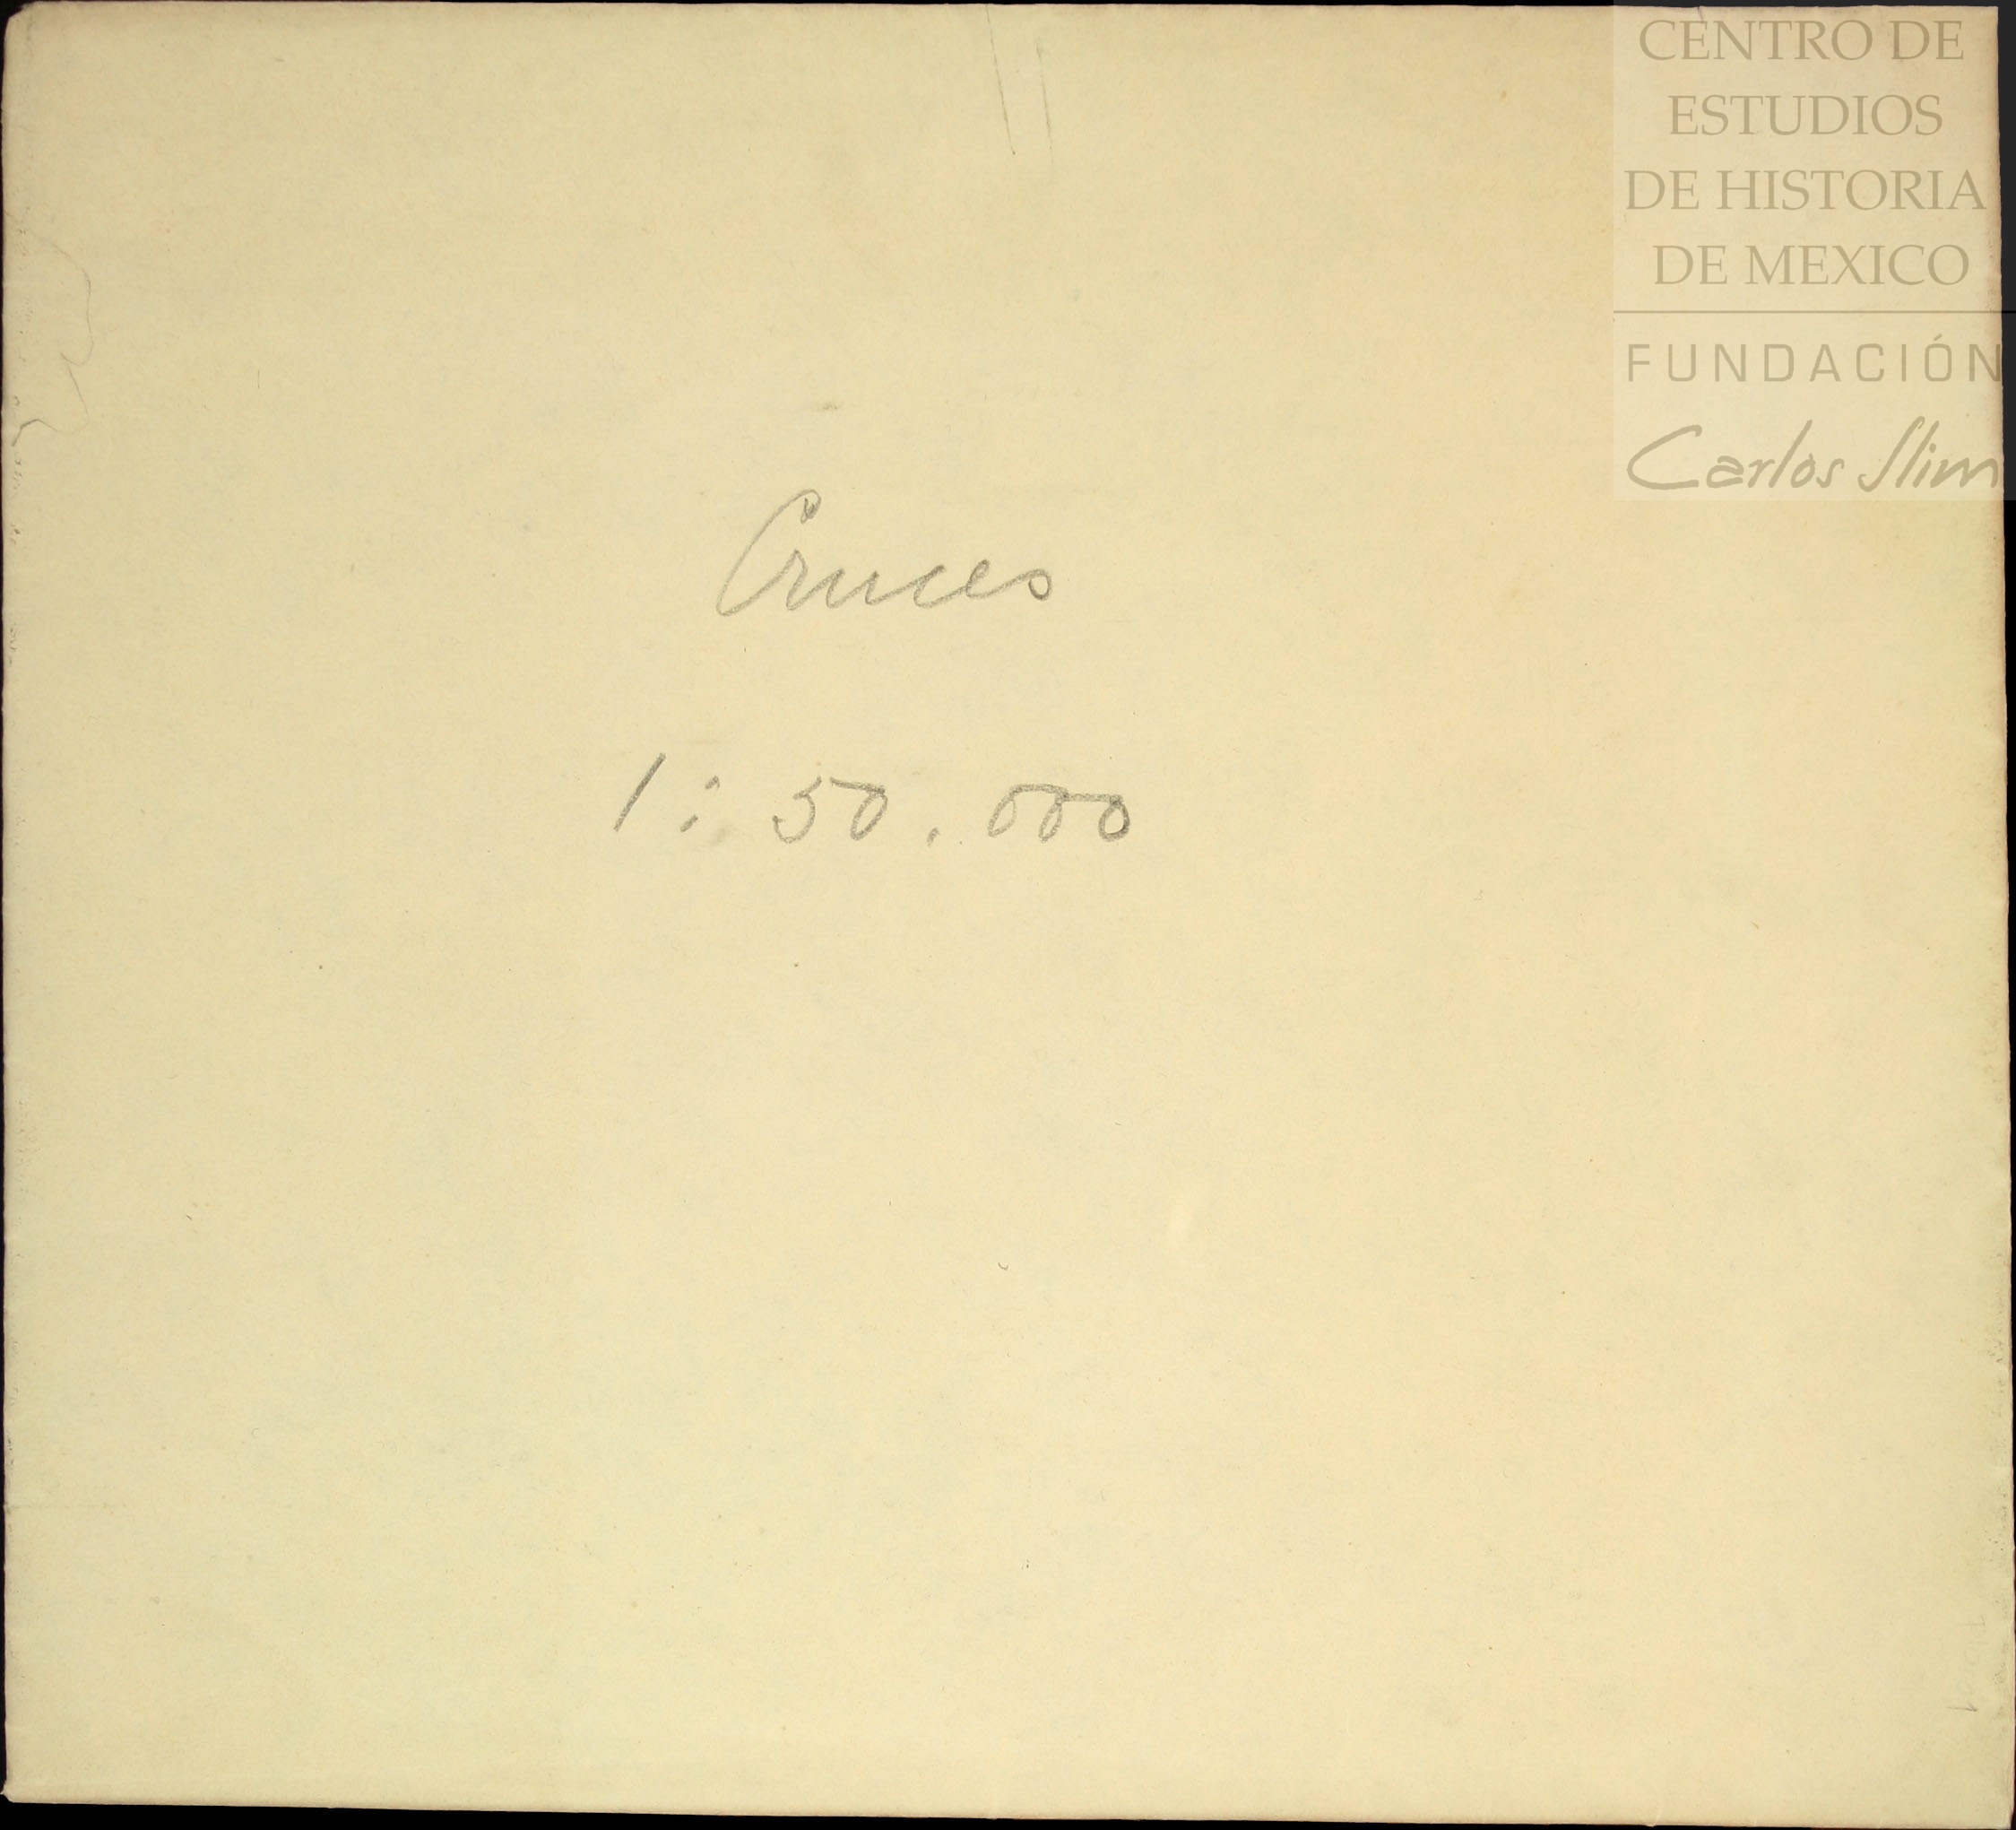 CENTRO DE
ESTUDIOS
DE HISTORIA
DE MEXICO
FUNDACIÓN
Carlos Slim
Cruces
1: 50.000